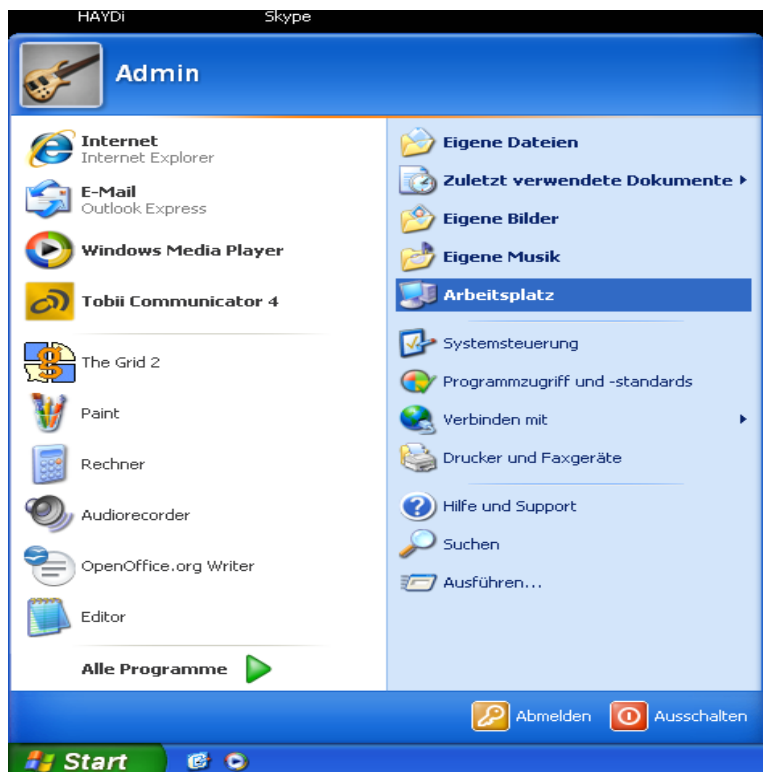 HAYDi
Skype
Admin
Internet
Internet Explorer
E-Mail
Outlook Express
Windows Media Player
Tobii Communicator 4
The Grid 2
Paint
Rechner
Audiorecorder
OpenOffice.org Writer
Editor
Alle Programme
Eigene Dateien
Zuletzt verwendete Dokumente
Eigene Bilder
Eigene Musik
Arbeitsplatz
Systemsteuerung
Programmzugriff und -standards
Verbinden mit
Drucker und Faxgeräte
Hilfe und Support
Suchen
Ausführen...
Abmelden
Ausschalten
Start